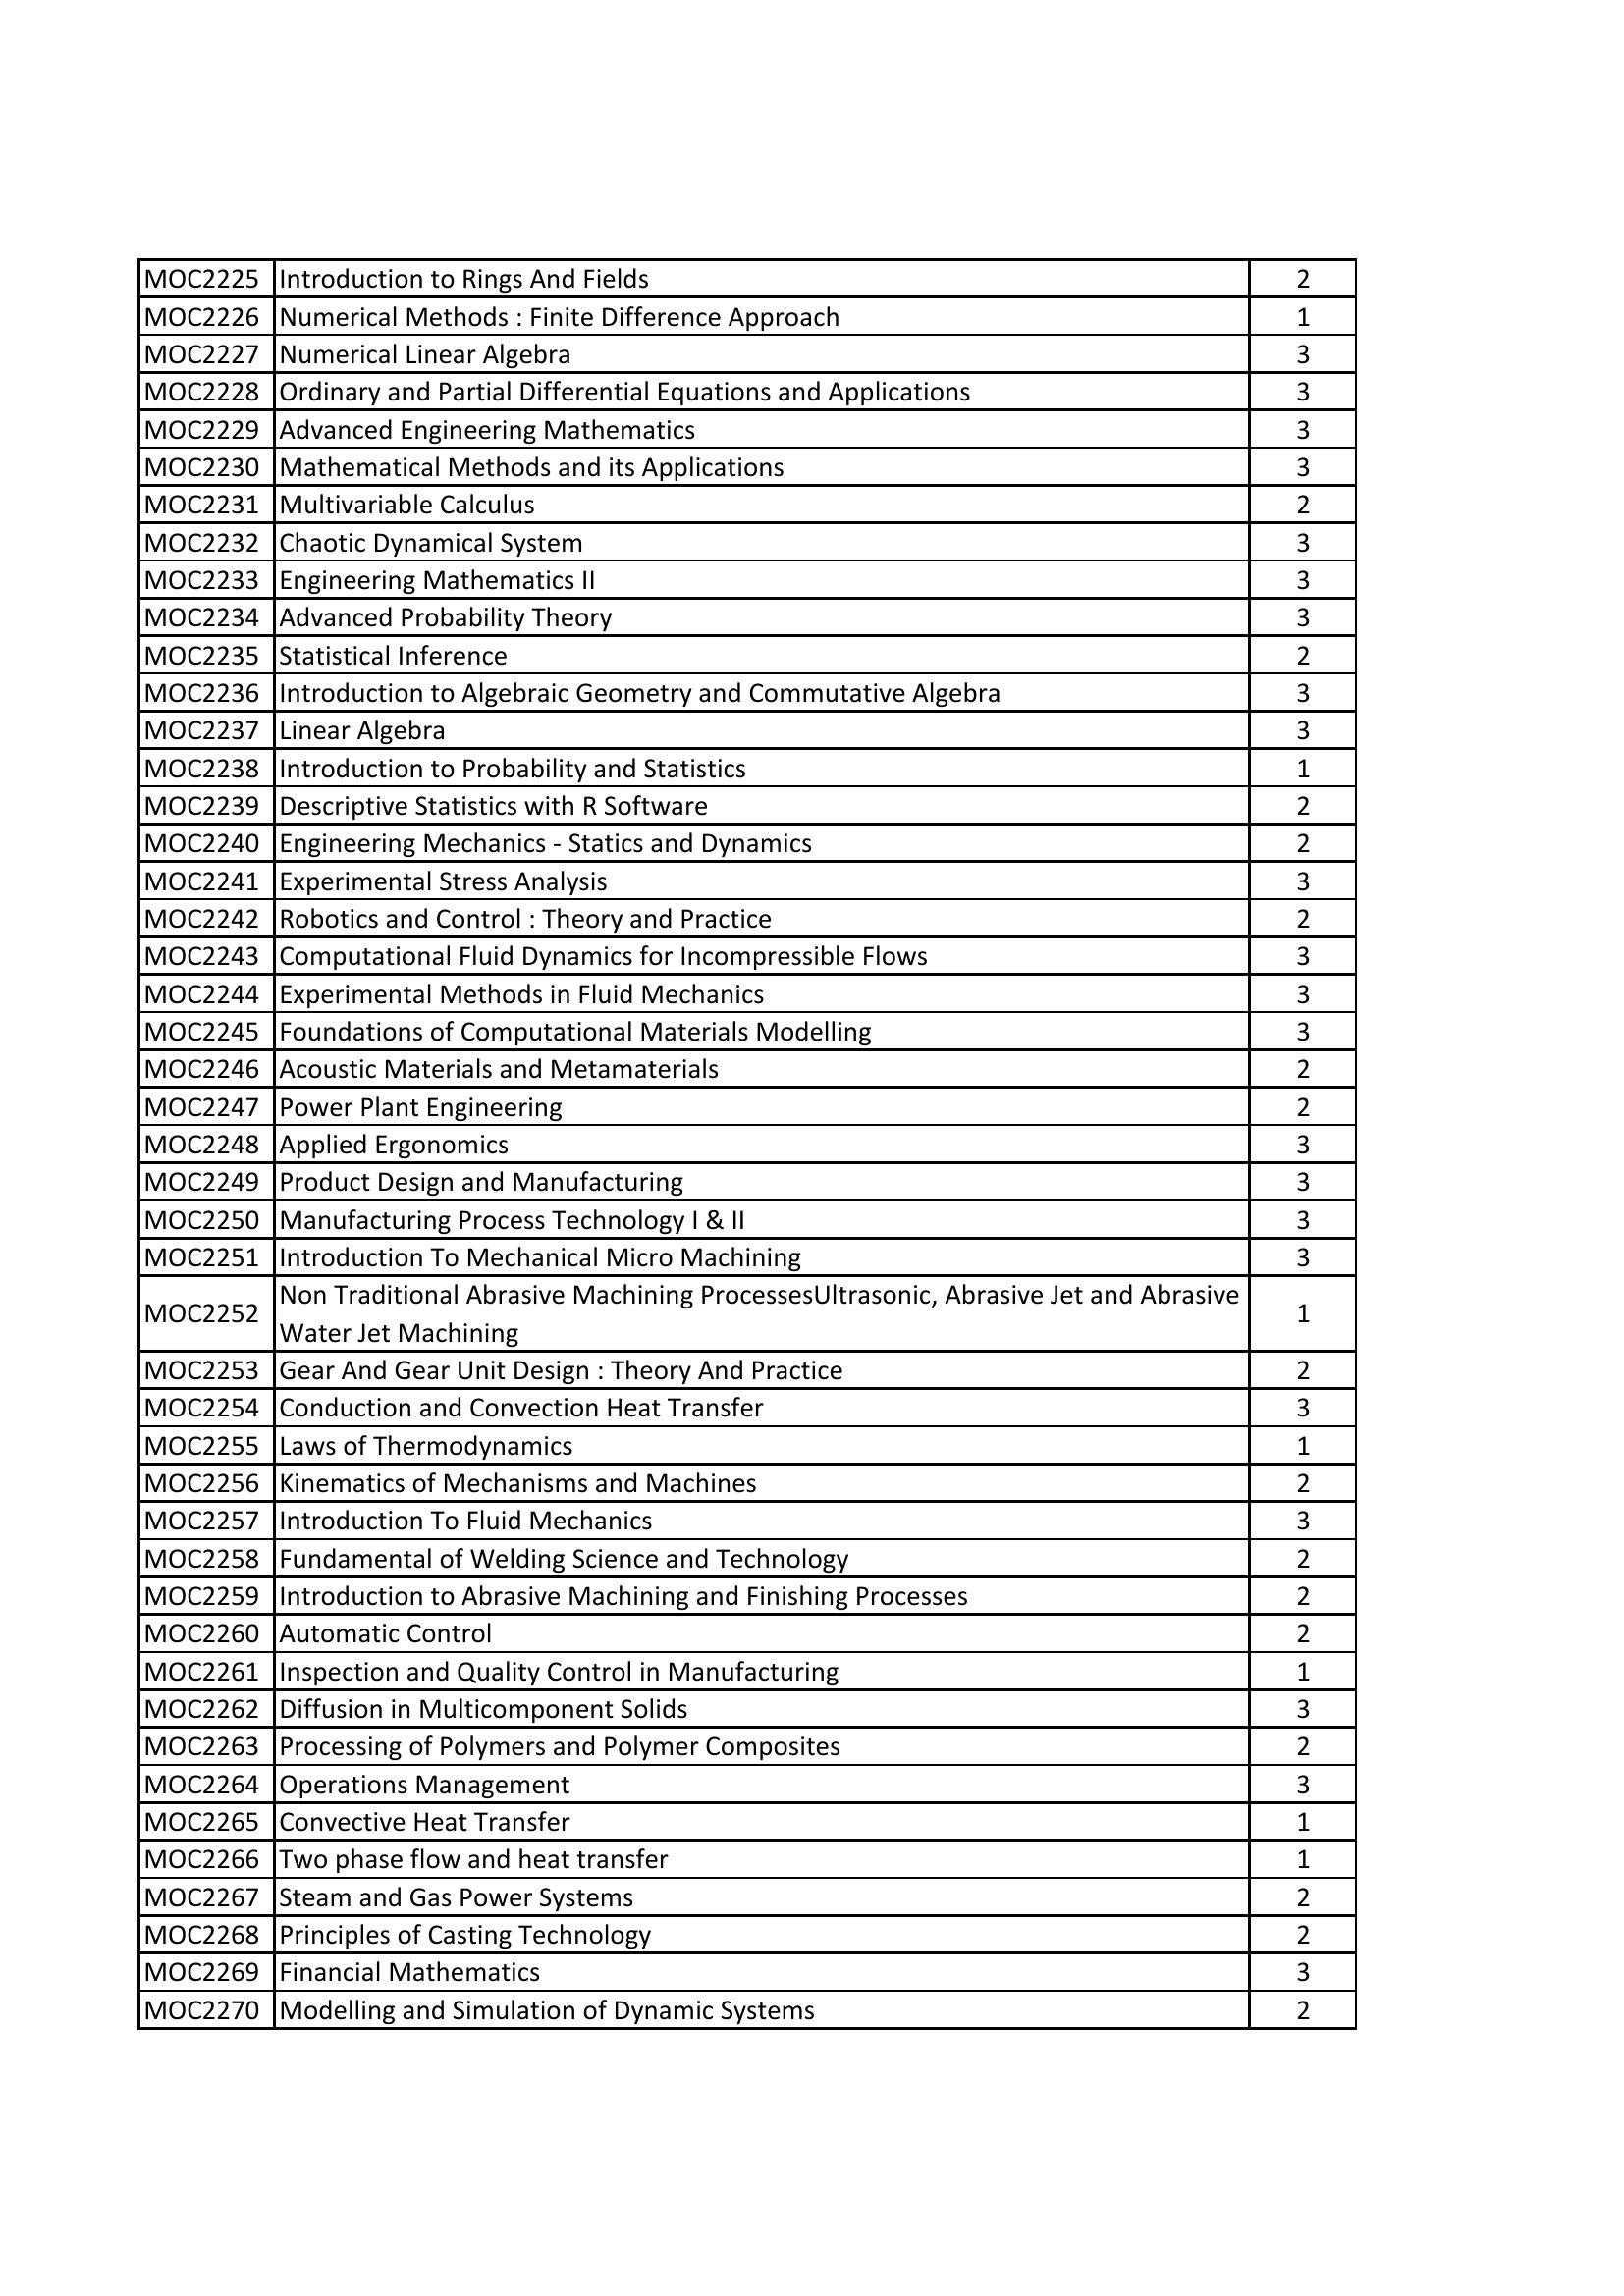 MOC2225 Introduction to Rings And Fields 2
MOC2226 Numerical Methods : Finite Difference Approach 1
MOC2227 Numerical Linear Algebra 3
MOC2228 Ordinary and Partial Differential Equations and Applications 3
MOC2229 Advanced Engineering Mathematics 3
MOC2230 Mathematical Methods and its Applications 3
MOC2231 Multivariable Calculus 2
MOC2232 Chaotic Dynamical System 3
MOC2233 Engineering Mathematics II 3
MOC2234 Advanced Probability Theory 3
MOC2235 Statistical Inference 2
MOC2236 Introduction to Algebraic Geometry and Commutative Algebra 3
MOC2237 Linear Algebra 3
MOC2238 Introduction to Probability and Statistics 1
MOC2239 Descriptive Statistics with R Software 2
MOC2240 Engineering Mechanics - Statics and Dynamics 2
MOC2241 Experimental Stress Analysis 3
MOC2242 Robotics and Control : Theory and Practice 2
MOC2243 Computational Fluid Dynamics for Incompressible Flows 3
MOC2244 Experimental Methods in Fluid Mechanics 3
MOC2245 Foundations of Computational Materials Modelling 3
MOC2246 Acoustic Materials and Metamaterials 2
MOC2247 Power Plant Engineering 2
MOC2248 Applied Ergonomics 3
MOC2249 Product Design and Manufacturing 3
MOC2250 Manufacturing Process Technology I & II 3
MOC2251 Introduction To Mechanical Micro Machining 3
MOC2252 Non Traditional Abrasive Machining ProcessesUltrasonic, Abrasive Jet and Abrasive
Water Jet Machining 1
MOC2253 Gear And Gear Unit Design : Theory And Practice 2
MOC2254 Conduction and Convection Heat Transfer 3
MOC2255 Laws of Thermodynamics 1
MOC2256 Kinematics of Mechanisms and Machines 2
MOC2257 Introduction To Fluid Mechanics 3
MOC2258 Fundamental of Welding Science and Technology 2
MOC2259 Introduction to Abrasive Machining and Finishing Processes 2
MOC2260 Automatic Control 2
MOC2261 Inspection and Quality Control in Manufacturing 1
MOC2262 Diffusion in Multicomponent Solids 3
MOC2263 Processing of Polymers and Polymer Composites 2
MOC2264 Operations Management 3
MOC2265 Convective Heat Transfer 1
MOC2266 Two phase flow and heat transfer 1
MOC2267 Steam and Gas Power Systems 2
MOC2268 Principles of Casting Technology 2
MOC2269 Financial Mathematics 3
MOC2270 Modelling and Simulation of Dynamic Systems 2